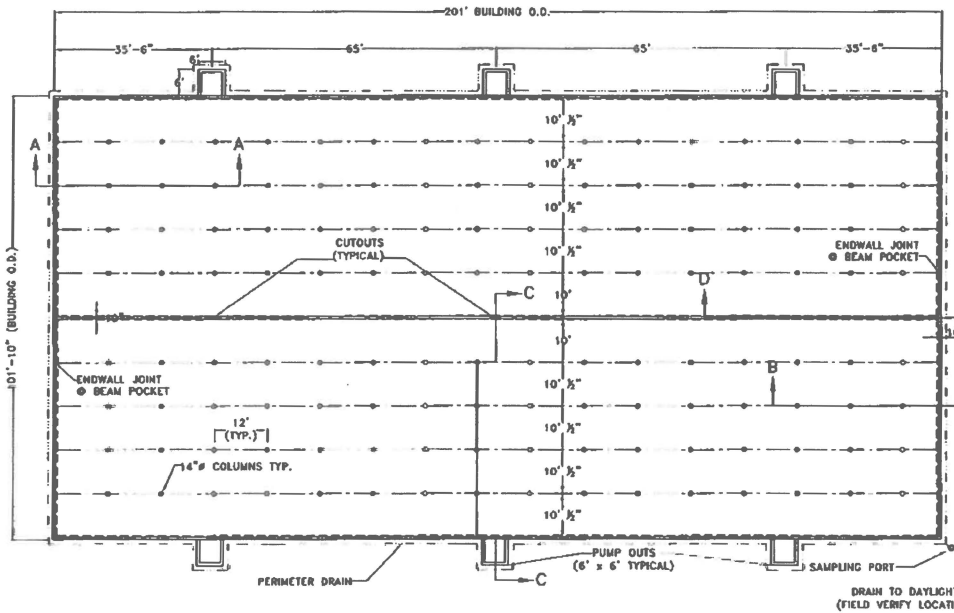 201' BUILDING O.D.
35'-6"
65'
65'
35'-6"
6'
6'
10' ½"
A
A
10' ½"
10' ½"
10' ½"
101'-10" (BUILDING O.D.)
CUTOUTS
(TYPICAL)
ENDWALL JOINT
@ BEAM POCKET
C
10'
D
10'
ENDWALL JOINT
@ BEAM POCKET
10' ½"
B
12'
(TYP.)
10' ½"
14"ø COLUMNS TYP.
10' ½"
10' ½"
PERIMETER DRAIN
C
PUMP OUTS
(6' x 6' TYPICAL)
SAMPLING PORT
DRAIN TO DAYLIGHT
(FIELD VERIFY LOCATI